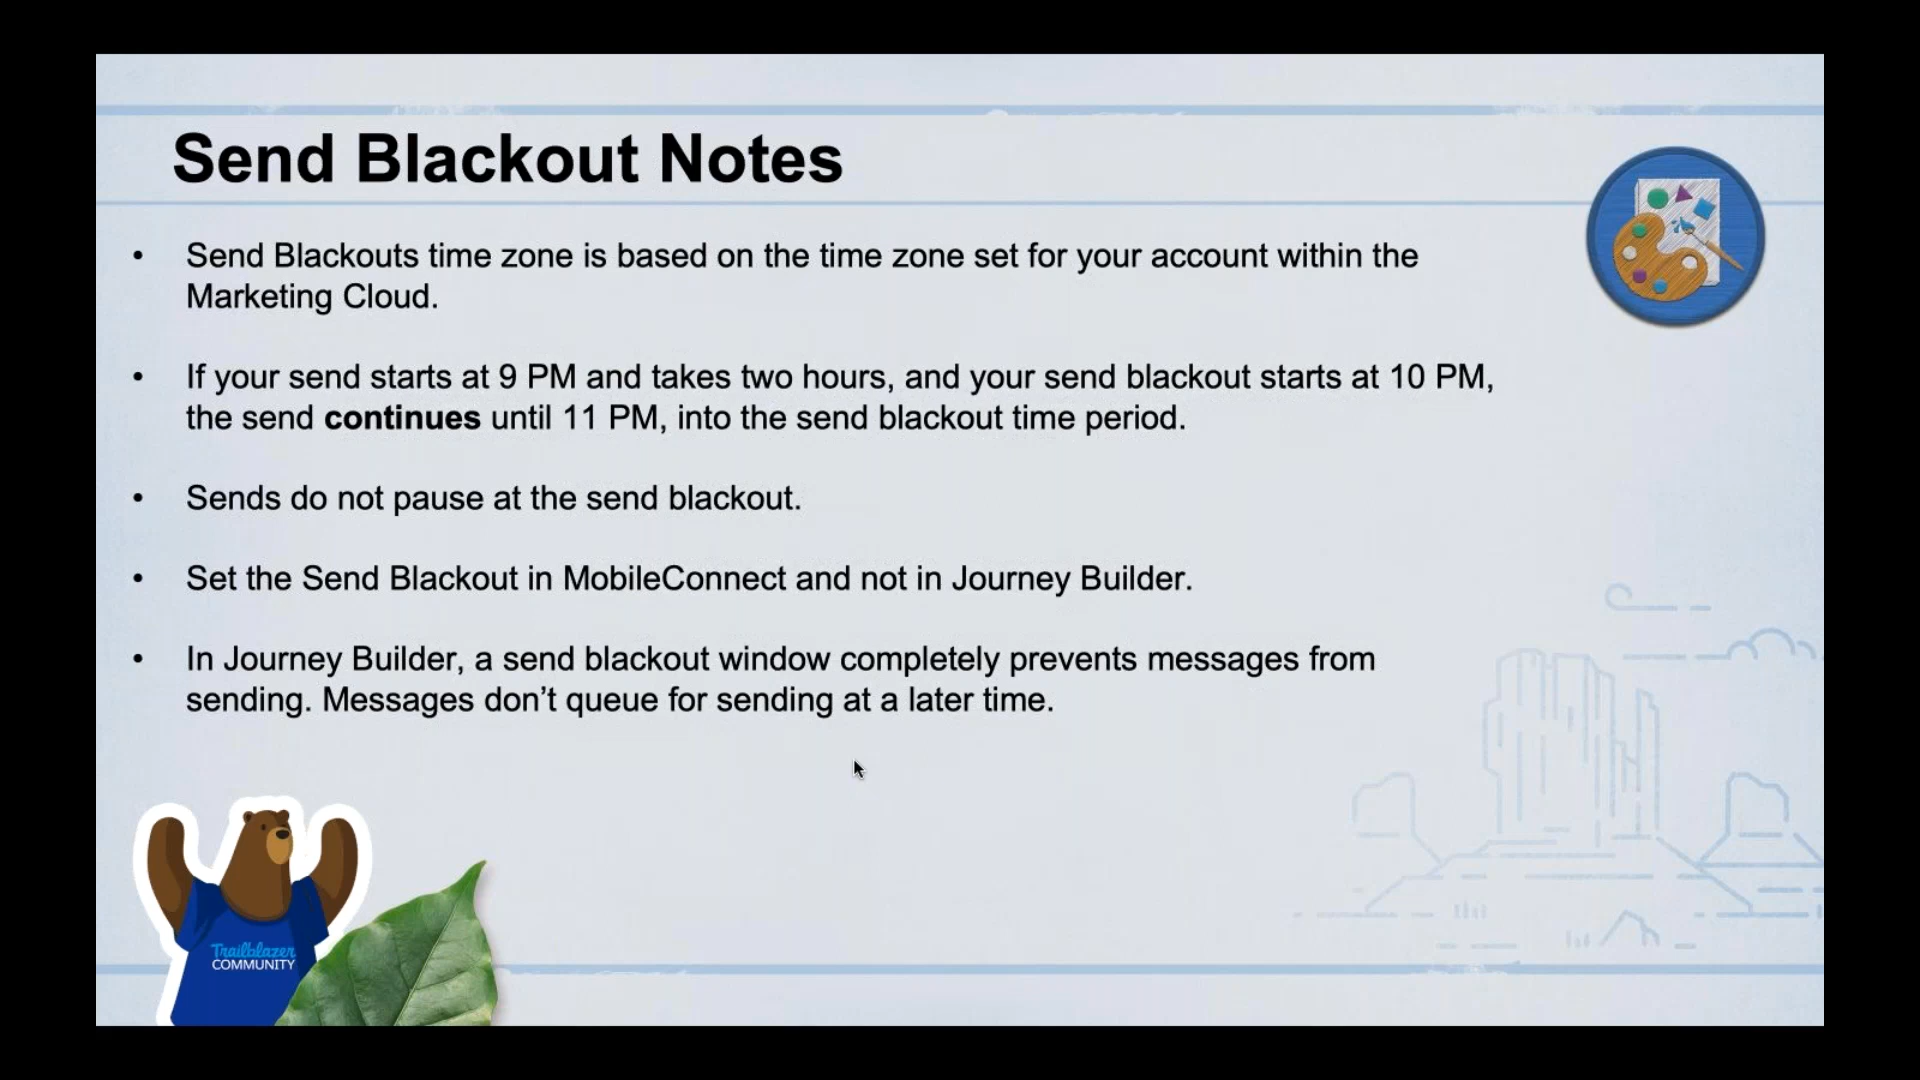 Send Blackout Notes
• Send Blackouts time zone is based on the time zone set for your account within the
Marketing Cloud.
• If your send starts at 9 PM and takes two hours, and your send blackout starts at 10 PM,
the send continues until 11 PM, into the send blackout time period.
• Sends do not pause at the send blackout.
• Set the Send Blackout in MobileConnect and not in Journey Builder.
• In Journey Builder, a send blackout window completely prevents messages from
sending. Messages don’t queue for sending at a later time.
Trailblazer
COMMUNITY